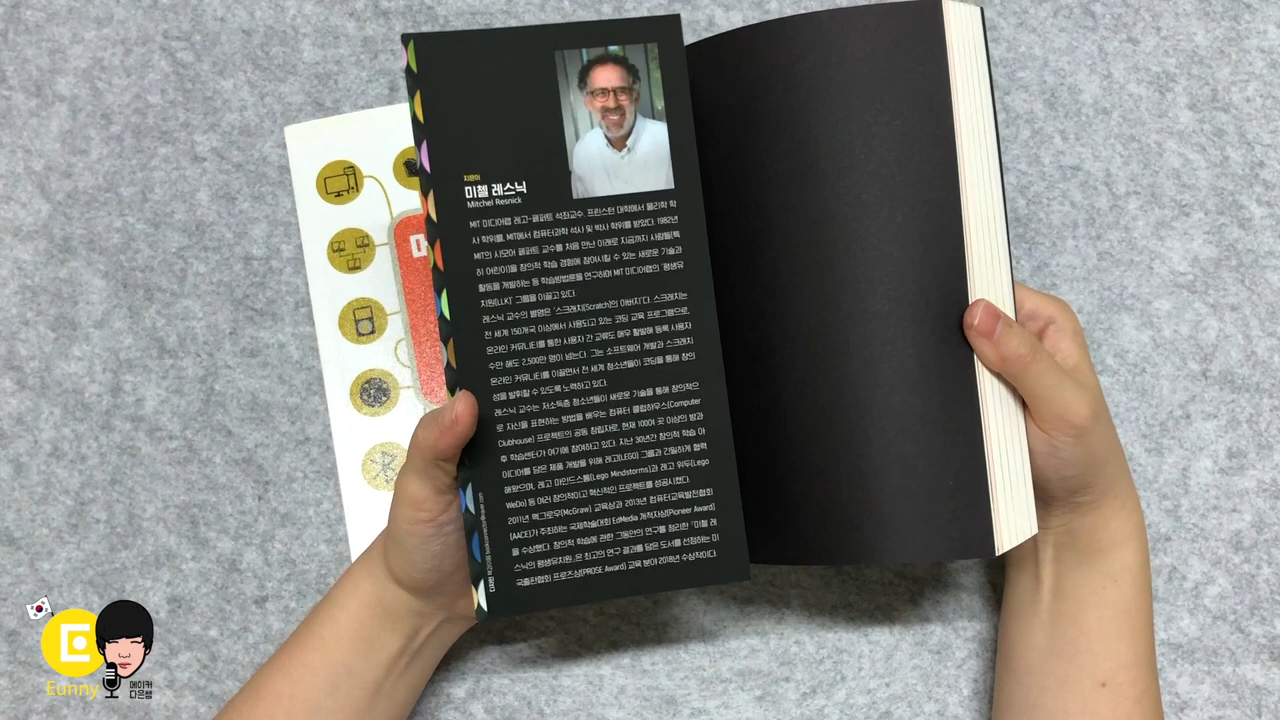 지은이
미첼 레스닉
Mitchel Resnick
MIT 미디어랩 레고-페퍼트 석좌교수. 프린스턴 대학에서 물리학 학
사 학위를, MIT에서 컴퓨터과학 석사 및 박사 학위를 받았다. 1982년
MIT의 시모어 페퍼트 교수를 처음 만난 이래로 지금까지 사람들(특
히 어린이)을 창의적 학습 경험에 참여시킬 수 있는 새로운 기술과
활동을 개발하는 등 학습방법론을 연구하며 MIT 미디어랩의 '평생유
치원(LLK)' 그룹을 이끌고 있다.
레스닉 교수의 별명은 '스크래치(Scratch)의 아버지'다. 스크래치는
전 세계 150개국 이상에서 사용되고 있는 코딩 교육 프로그램으로,
온라인 커뮤니티를 통한 사용자 간 교류도 매우 활발해 등록 사용자
수만 해도 2,500만 명이 넘는다. 그는 소프트웨어 개발과 스크래치
온라인 커뮤니티를 이끌면서 전 세계 청소년들이 코딩을 통해 창의
성을 발휘할 수 있도록 노력하고 있다.
레스닉 교수는 저소득층 청소년들이 새로운 기술을 통해 창의적으
로 자신을 표현하는 방법을 배우는 컴퓨터 클럽하우스(Computer
Clubhouse) 프로젝트의 공동 창립자로, 현재 100여 곳 이상의 방과
후 학습센터가 여기에 참여하고 있다. 지난 30년간 창의적 학습 아
이디어를 담은 제품 개발을 위해 레고(LEGO) 그룹과 긴밀하게 협력
해왔으며, 레고 마인드스톰(Lego Mindstorms)과 레고 위두(Lego
WeDo) 등 여러 창의적이고 혁신적인 프로젝트를 성공시켰다.
2011년 맥그로우(McGraw) 교육상과 2013년 컴퓨터교육발전협회
(AACE)가 주최하는 국제학술대회 EdMedia 개척자상(Pioneer Award)
을 수상했다. 창의적 학습에 관한 그동안의 연구를 정리한 『미첼 레
스닉의 평생유치원』은 최고의 연구 결과를 담은 도서를 선정하는 미
국출판협회 프로즈상(PROSE Award) 교육 분야 2018년 수상작이다.
디자인
Eunny
메이커
다은쌤